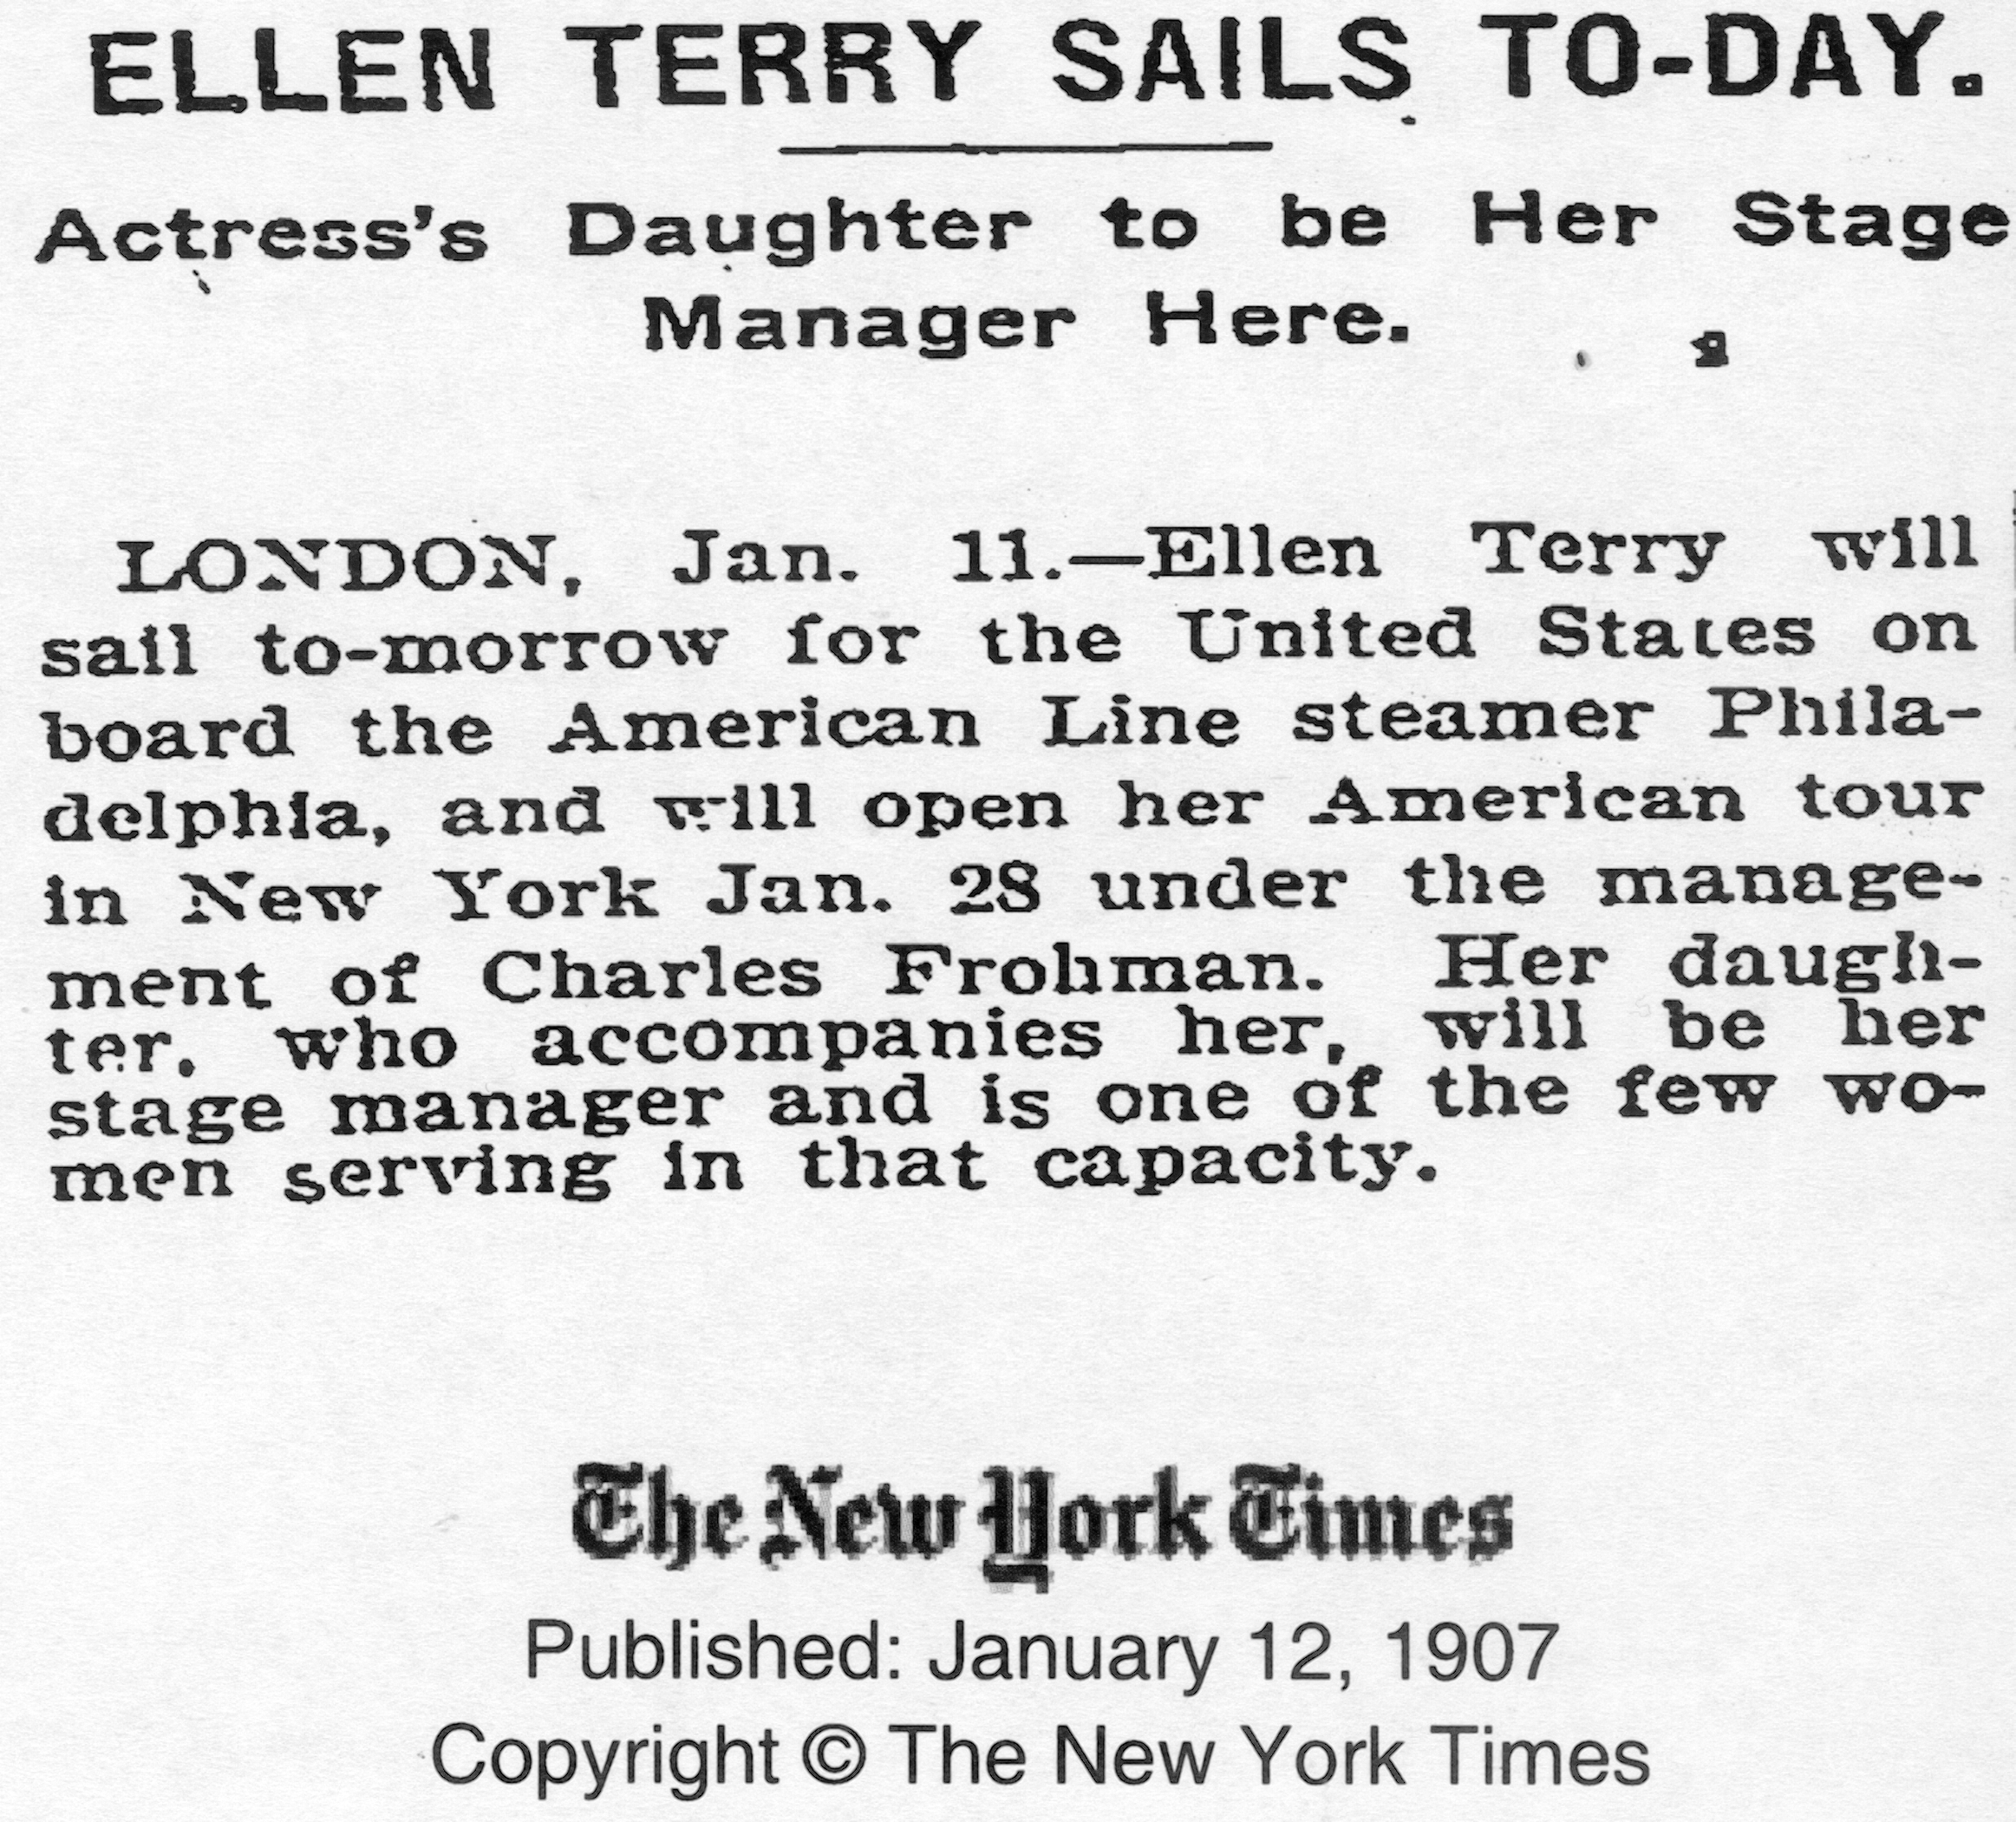 ELLEN TERRY SAILS TO-DAY.
Actress's Daughter to be Her Stage
Manager Here.
LONDON, Jan. 11.—Ellen Terry will
sail to-morrow for the United States on
board the American Line steamer Phila-
delphia, and will open her American tour
in New York Jan. 28 under the manage-
ment of Charles Frohman. Her daugh-
ter, who accompanies her, will be her
stage manager and is one of the few wo-
men serving in that capacity.
The New York Times
Published: January 12, 1907
Copyright © The New York Times